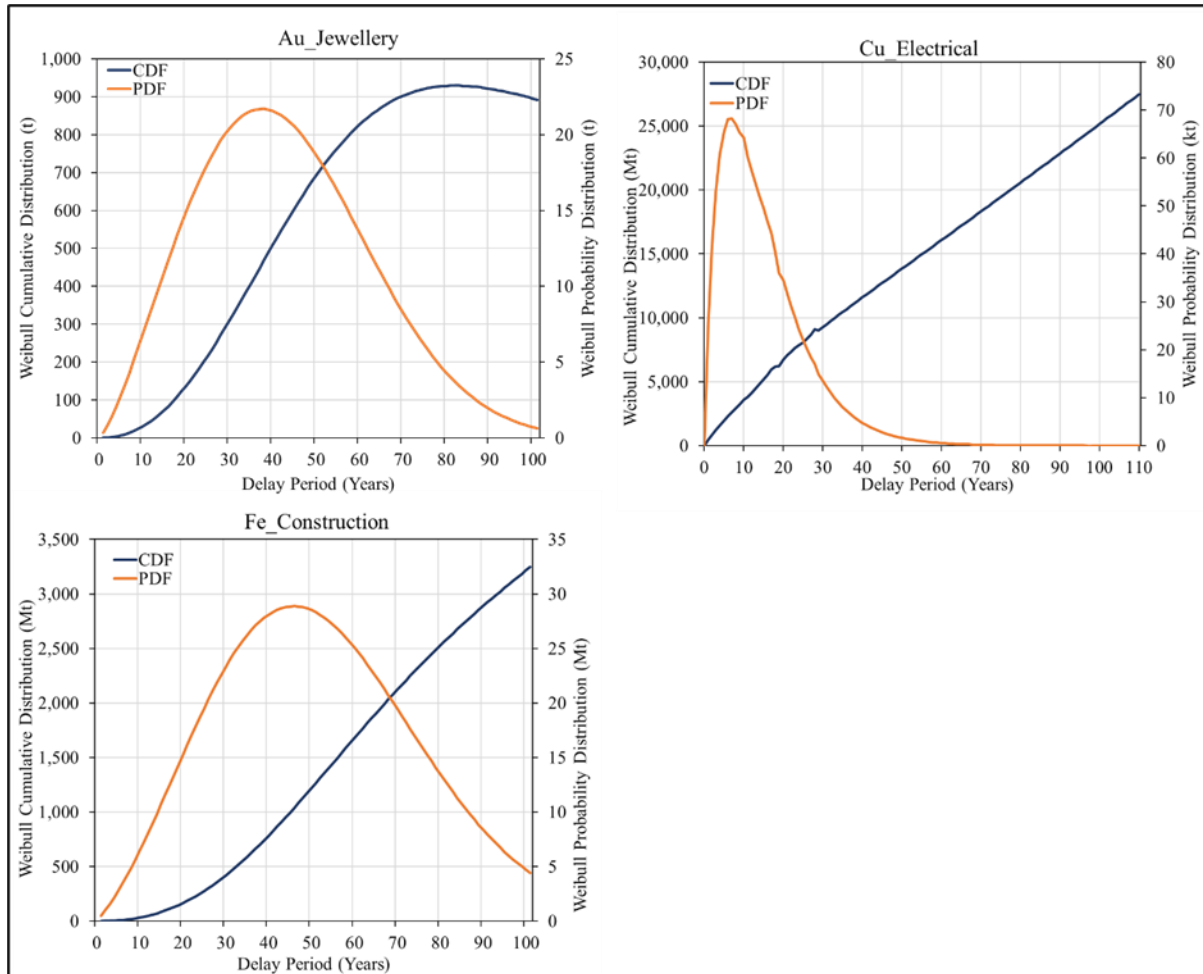 Au_Jewellery
1,000
900
800
700
600
500
400
300
200
100
0
Weibull Cumulative Distribution (t)
CDF
PDF
25
20
15
10
5
0
Weibull Probability Distribution (t)
0 10 20 30 40 50 60 70 80 90 100
Delay Period (Years)
Cu_Electrical
30,000
25,000
20,000
15,000
10,000
5,000
0
Weibull Cumulative Distribution (Mt)
CDF
PDF
80
70
60
50
40
30
20
10
0
Weibull Probability Distribution (kt)
0 10 20 30 40 50 60 70 80 90 100 110
Delay Period (Years)
Fe_Construction
3,500
3,000
2,500
2,000
1,500
1,000
500
0
Weibull Cumulative Distribution (Mt)
CDF
PDF
35
30
25
20
15
10
5
0
Weibull Probability Distribution (Mt)
0 10 20 30 40 50 60 70 80 90 100
Delay Period (Years)